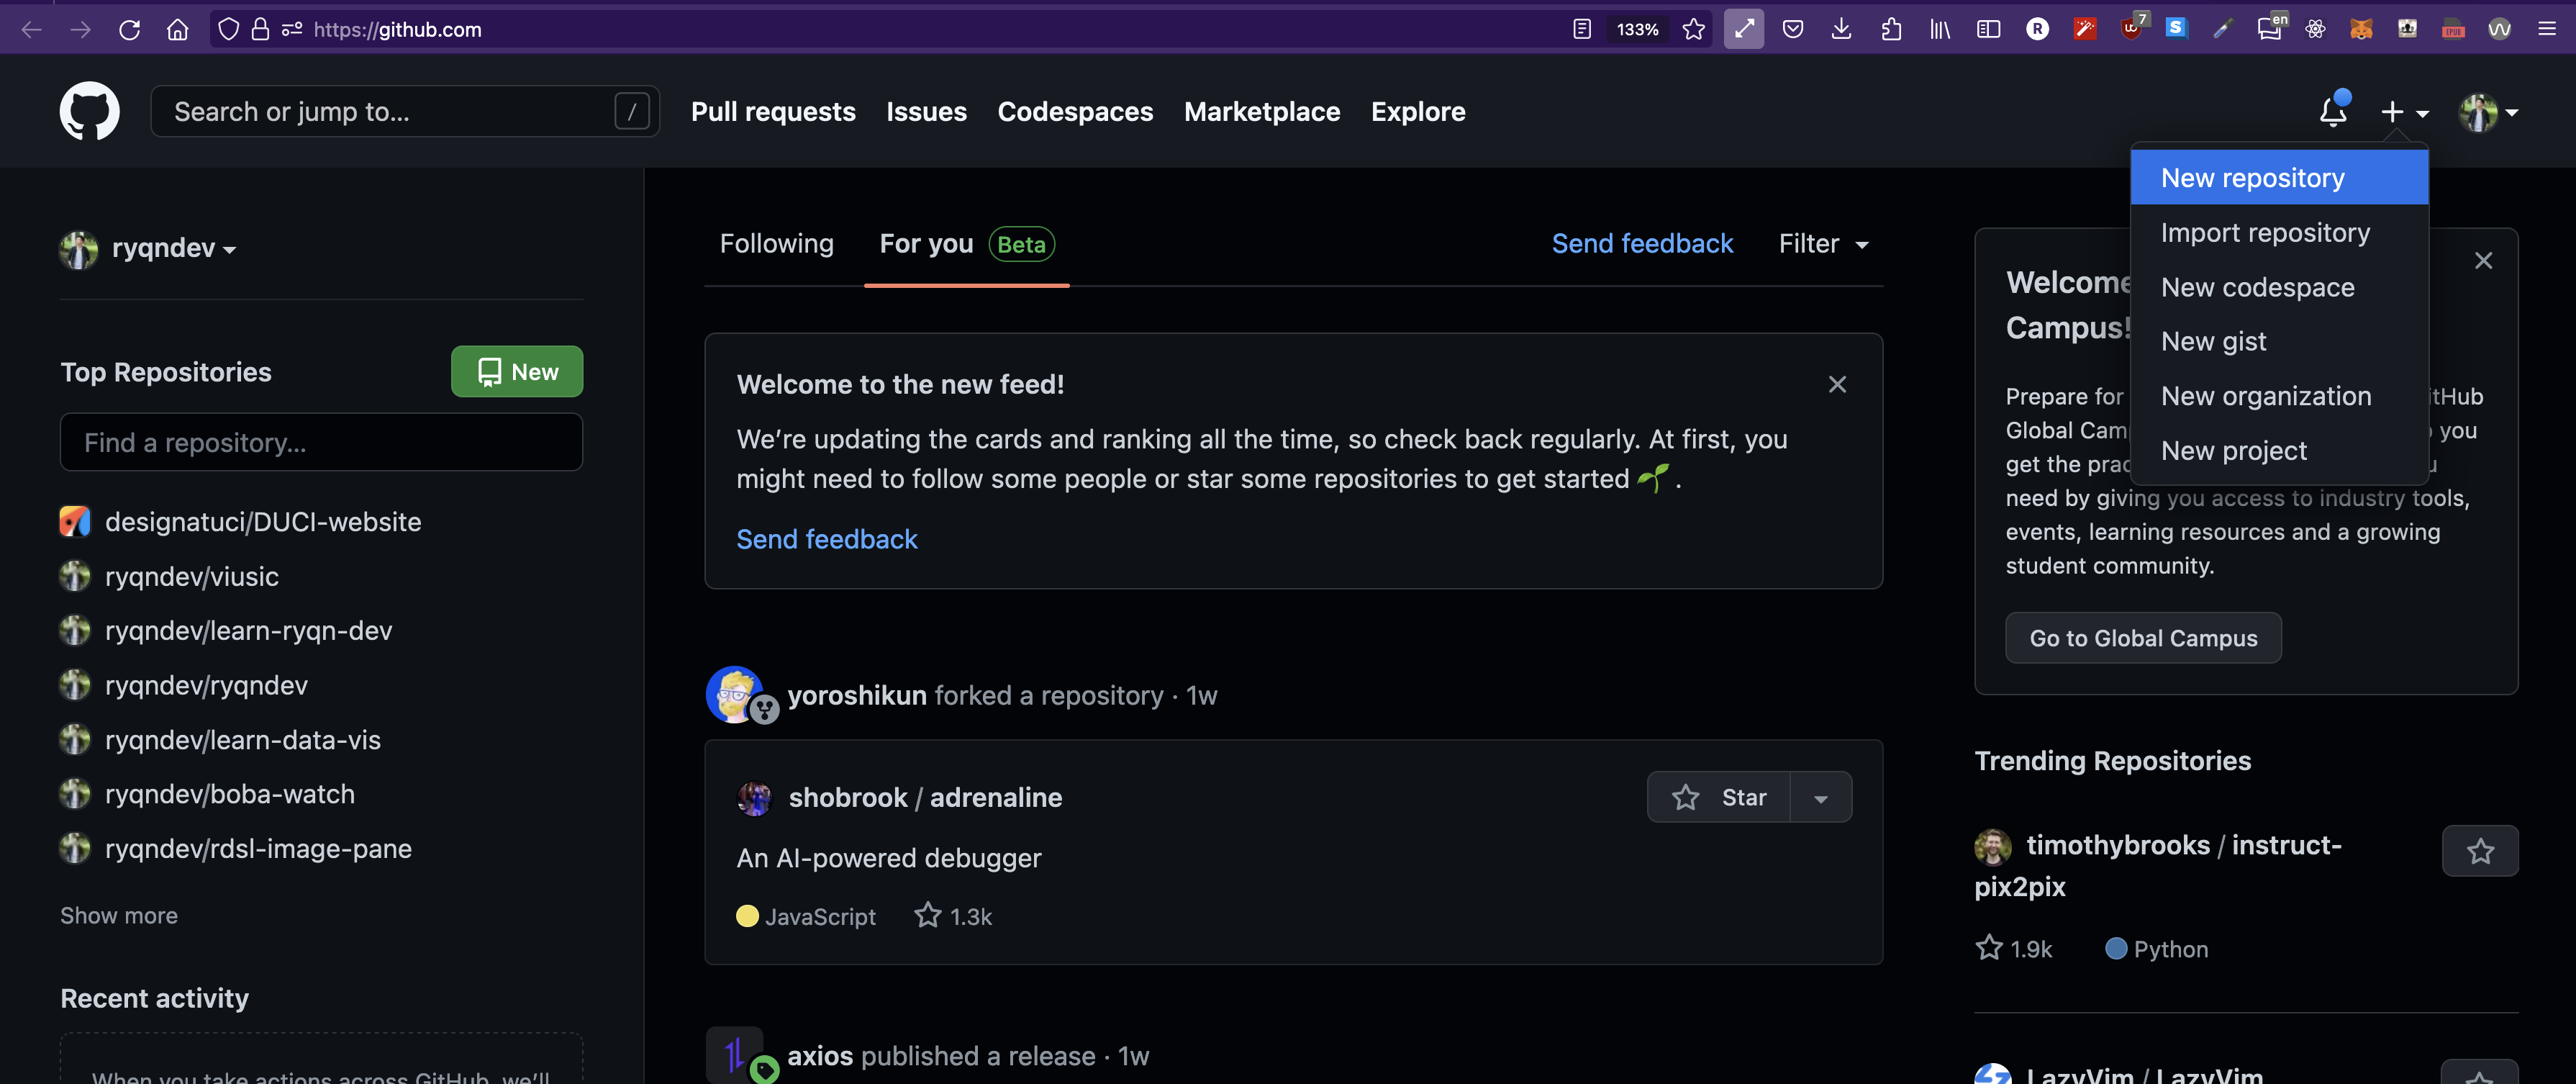 https://github.com
133%
7
en
EPUB
Search or jump to...
/
Pull requests
Issues
Codespaces
Marketplace
Explore
New repository
Import repository
New codespace
New gist
New organization
New project
ryqndev
Top Repositories
New
Find a repository...
designatuci/DUCI-website
ryqndev/viusic
ryqndev/learn-ryqn-dev
ryqndev/ryqndev
ryqndev/learn-data-vis
ryqndev/boba-watch
ryqndev/rdsl-image-pane
Show more
Recent activity
When you take actions across GitHub, we'll
Following
For you
Beta
Send feedback
Filter
Welcome to the new feed!
We're updating the cards and ranking all the time, so check back regularly. At first, you
might need to follow some people or star some repositories to get started 🌱 .
Send feedback
yoroshikun forked a repository · 1w
shobrook / adrenaline
Star
An AI-powered debugger
JavaScript
1.3k
axios published a release · 1w
Welcome
Campus!
Prepare for
Global
you
get the
need by giving you access to industry tools,
events, learning resources and a growing
student community.
Go to Global Campus
Trending Repositories
timothybrooks / instruct-
pix2pix
1.9k
Python
LazyVim / LazyVim